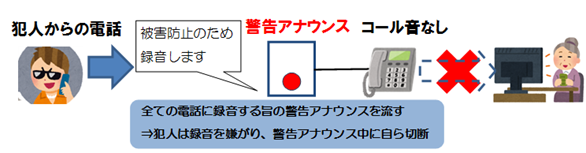 犯人からの電話
被害防止のため
録音します
警告アナウンス
コール音なし
全ての電話に録音する旨の警告アナウンスを流す
⇒犯人は録音を嫌がり、警告アナウンス中に自ら切断